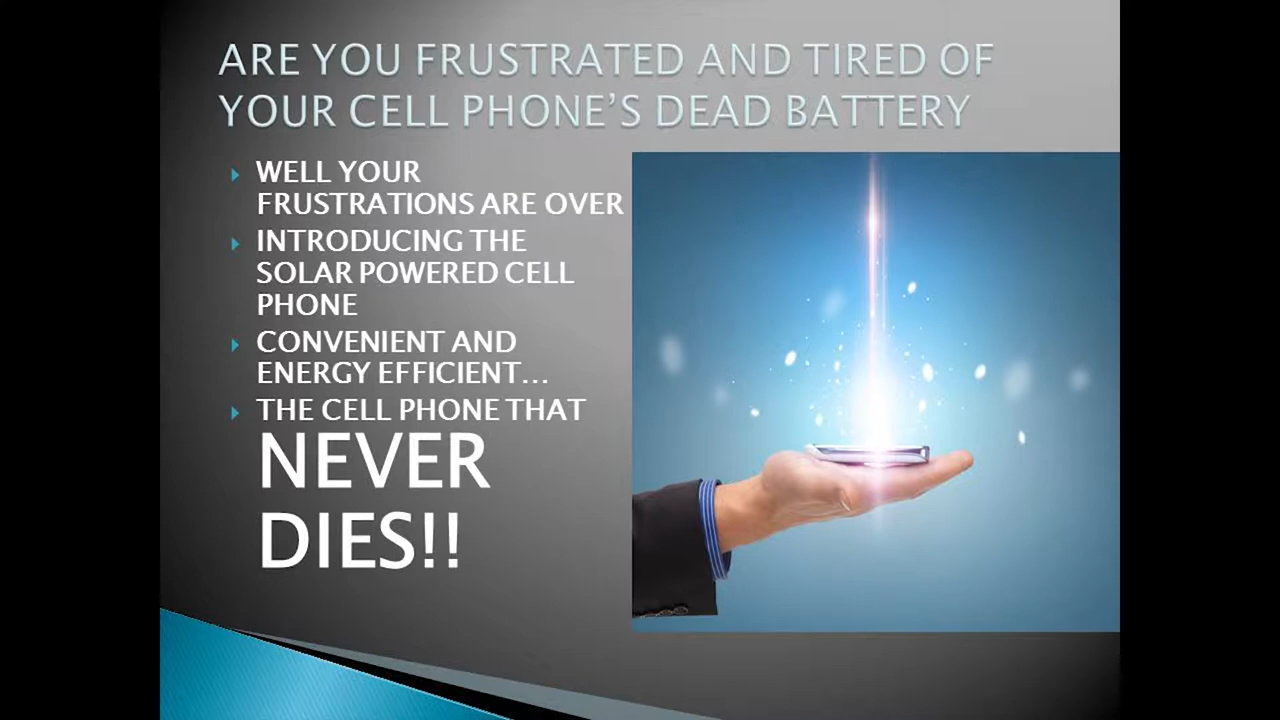 ARE YOU FRUSTRATED AND TIRED OF
YOUR CELL PHONE’S DEAD BATTERY
WELL YOUR
FRUSTRATIONS ARE OVER
INTRODUCING THE
SOLAR POWERED CELL
PHONE
CONVENIENT AND
ENERGY EFFICIENT…
THE CELL PHONE THAT
NEVER
DIES!!